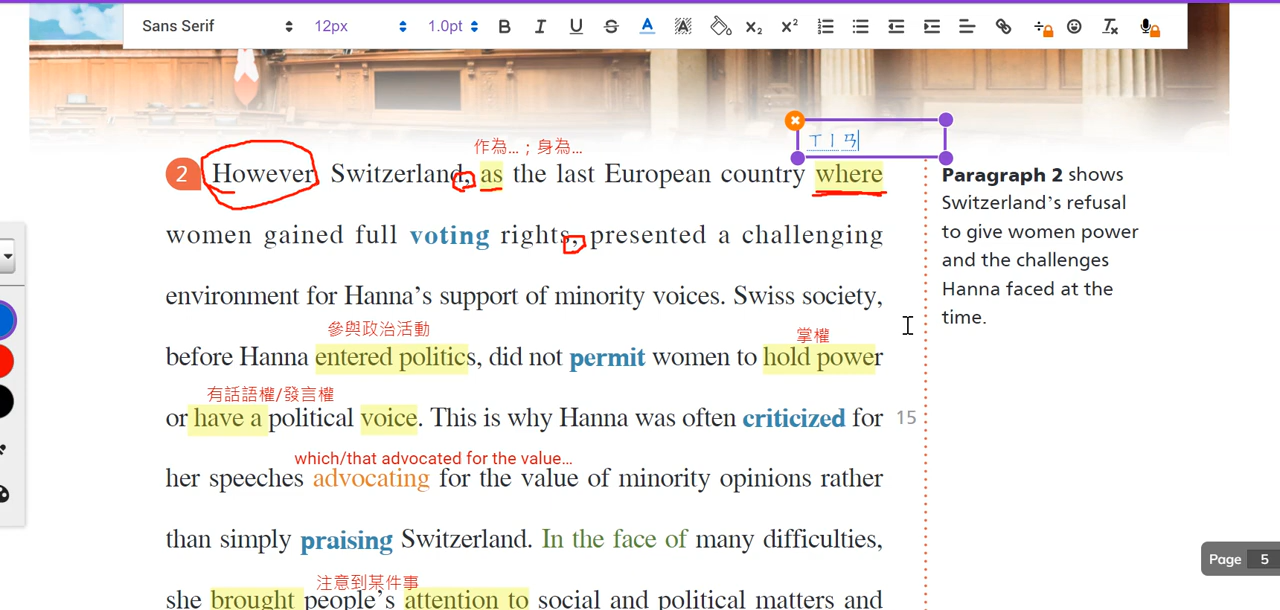 Sans Serif 12px 1.0pt B I U S A A x₂ x²
ㄒㄧㄢ
作為…；身為…
2 However, Switzerland, as the last European country where
women gained full voting rights, presented a challenging
environment for Hanna's support of minority voices. Swiss society,
參與政治活動 掌權
before Hanna entered politics, did not permit women to hold power
有話語權/發言權
or have a political voice. This is why Hanna was often criticized for 15
which/that advocated for the value…
her speeches advocating for the value of minority opinions rather
than simply praising Switzerland. In the face of many difficulties,
注意到某件事
she brought people's attention to social and political matters and
Paragraph 2 shows
Switzerland's refusal
to give women power
and the challenges
Hanna faced at the
time.
Page 5